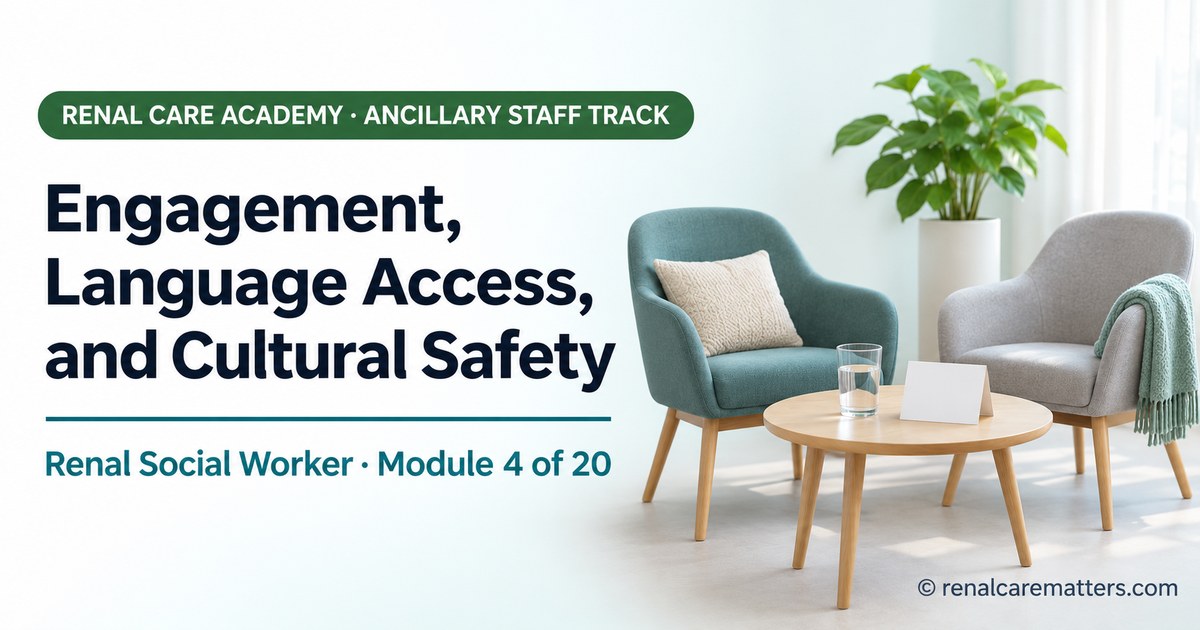 RENAL CARE ACADEMY · ANCILLARY STAFF TRACK
Engagement,
Language Access,
and Cultural Safety
Renal Social Worker · Module 4 of 20
© renalcarematters.com